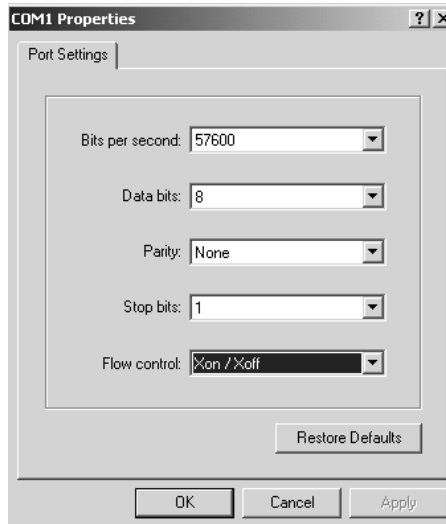 COM1 Properties ? X
Port Settings
Bits per second: 57600
Data bits: 8
Parity: None
Stop bits: 1
Flow control: Xon / Xoff
Restore Defaults
OK Cancel Apply